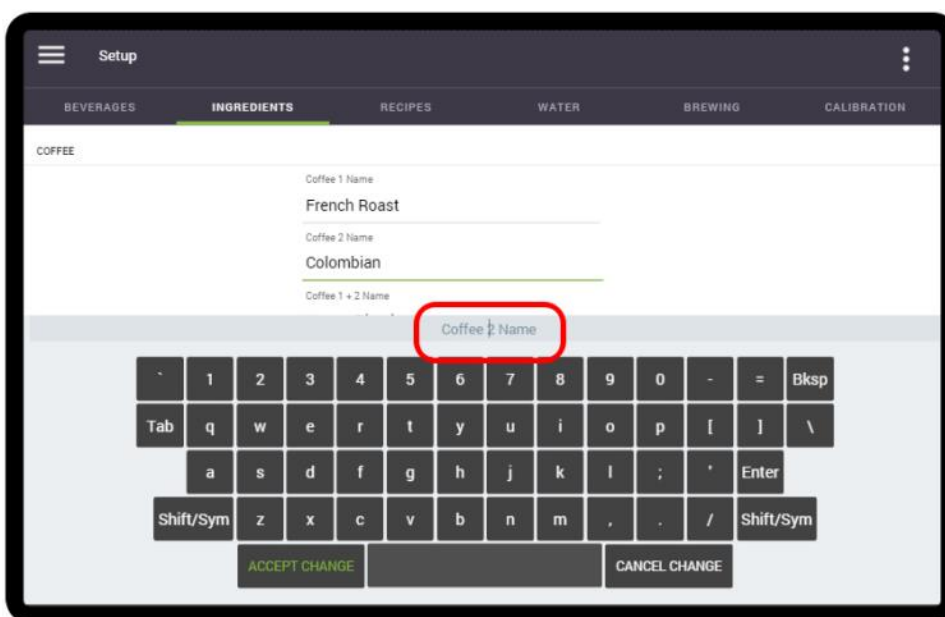 Setup
BEVERAGES INGREDIENTS RECIPES WATER BREWING CALIBRATION
COFFEE
Coffee 1 Name
French Roast
Coffee 2 Name
Colombian
Coffee 1 + 2 Name
Coffee 2 Name
` 1 2 3 4 5 6 7 8 9 0 - = Bksp
Tab q w e r t y u i o p [ ] \
a s d f g h j k l ; ' Enter
Shift/Sym z x c v b n m , . / Shift/Sym
ACCEPT CHANGE CANCEL CHANGE